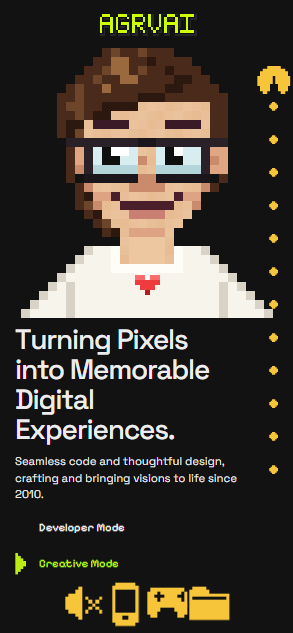 AGRVAI
Turning Pixels
into Memorable
Digital
Experiences.
Seamless code and thoughtful design,
crafting and bringing visions to life since
2010.
Developer Mode
Creative Mode